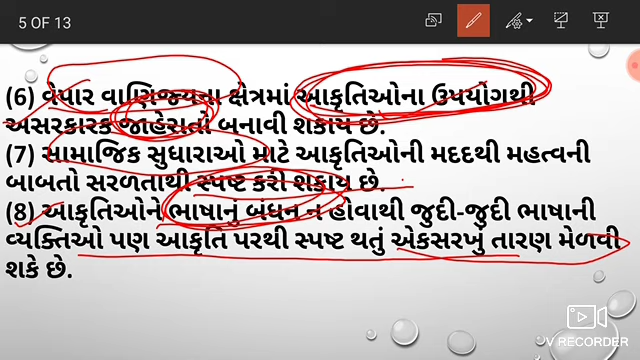 5 OF 13
(6) વેપાર વાણિજ્યના ક્ષેત્રમાં આકૃતિઓના ઉપયોગથી
અસરકારક જાહેરાતો બનાવી શકાય છે.
(7) સામાજિક સુધારાઓ માટે આકૃતિઓની મદદથી મહત્વની
બાબતો સરળતાથી સ્પષ્ટ કરી શકાય છે.
(8) આકૃતિઓને ભાષાનું બંધન ન હોવાથી જુદી-જુદી ભાષાની
વ્યક્તિઓ પણ આકૃતિ પરથી સ્પષ્ટ થતું એકસરખું તારણ મેળવી
શકે છે.
V RECORDER